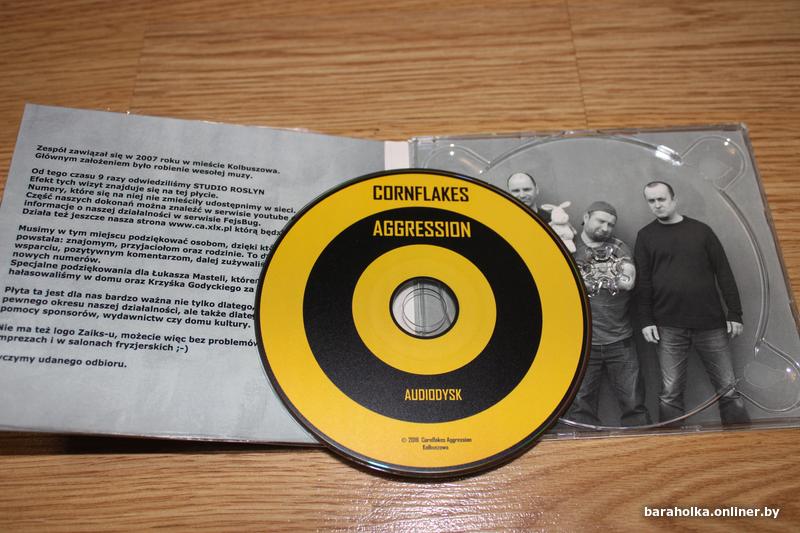 Zespół zawiązał się w 2007 roku w mieście Kolbuszowa.
Głównym założeniem było robienie wesołej muzy.
Od tego czasu 9 razy odwiedziliśmy STUDIO ROSLYN
Efekt tych wizyt znajduje się na tej płycie.
Numery, które się na niej nie zmieściły udostępnimy w sieci.
Część naszych dokonań można znaleźć w serwisie youtube
informacje o naszej działalności w serwisie FejsBug.
Działa też jeszcze nasza strona www.ca.xlx.pl którą będz
Musimy w tym miejscu podziękować osobom, dzięki któ
powstała: znajomym, przyjaciołom oraz rodzinie. To d
wsparciu, pozytywnym komentarzom, dalej zużywali
nowych numerów.
Specjalne podziękowania dla Łukasza Masteli, które
hałasowaliśmy w domu oraz Krzyśka Godyckiego za
Płyta ta jest dla nas bardzo ważna nie tylko dlatego,
pewnego okresu naszej działalności, ale także dlate
pomocy sponsorów, wydawnictw czy domu kultury.
Nie ma też logo Zaiks-u, możecie więc bez problemów
mprezach i w salonach fryzjerskich ;-)
yczymy udanego odbioru.
CORNFLAKES
AGGRESSION
AUDIODYSK
Cornflakes Aggression
Kolbuszowa
baraholka.onliner.by